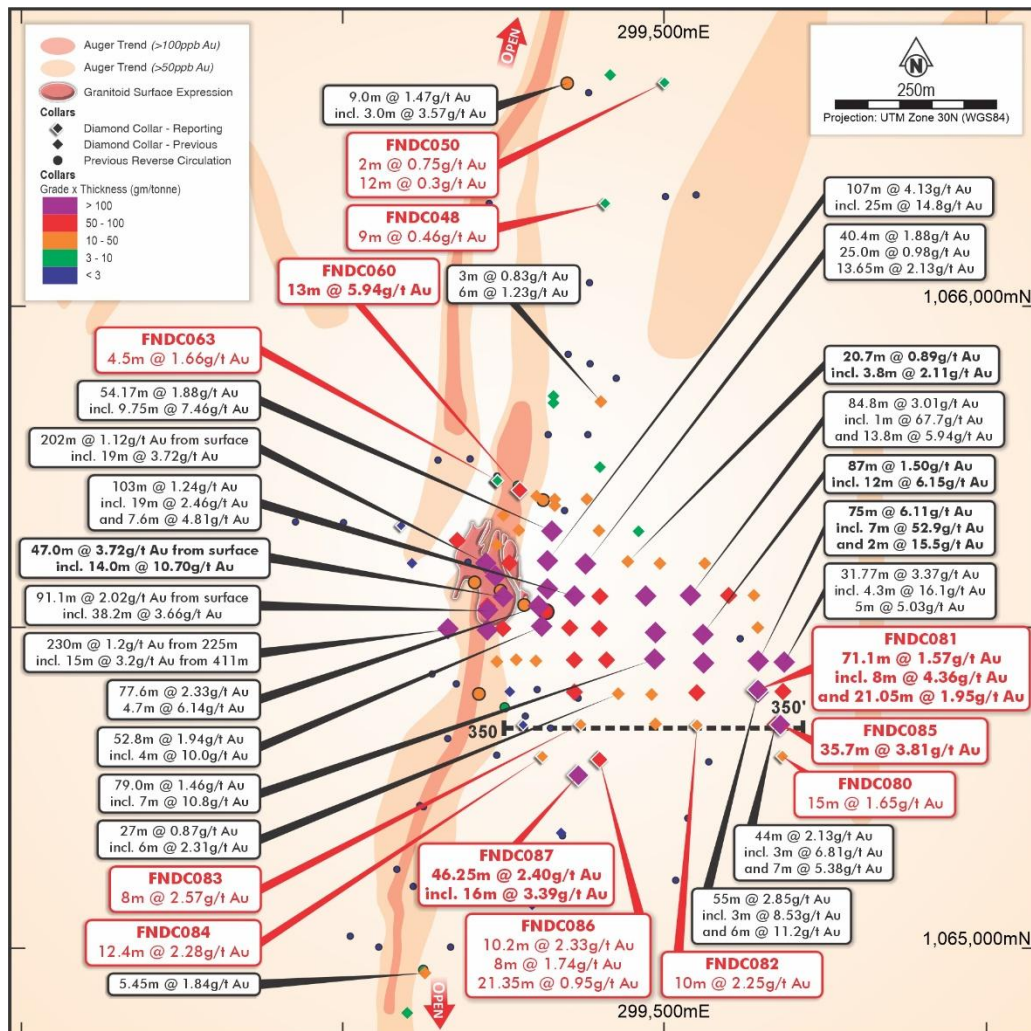 Auger Trend (>100ppb Au)
Auger Trend (>50ppb Au)
Granitoid Surface Expression
Collars
Diamond Collar - Reporting
Diamond Collar - Previous
Previous Reverse Circulation
Collars
Grade x Thickness (gm/tonne)
> 100
50 - 100
10 - 50
3 - 10
< 3
OPEN
299,500mE
N
250m
Projection: UTM Zone 30N (WGS84)
9.0m @ 1.47g/t Au
incl. 3.0m @ 3.57g/t Au
FNDC050
2m @ 0.75g/t Au
12m @ 0.3g/t Au
FNDC048
9m @ 0.46g/t Au
FNDC060
13m @ 5.94g/t Au
3m @ 0.83g/t Au
6m @ 1.23g/t Au
107m @ 4.13g/t Au
incl. 25m @ 14.8g/t Au
40.4m @ 1.88g/t Au
25.0m @ 0.98g/t Au
13.65m @ 2.13g/t Au
1,066,000mN
FNDC063
4.5m @ 1.66g/t Au
54.17m @ 1.88g/t Au
incl. 9.75m @ 7.46g/t Au
202m @ 1.12g/t Au from surface
incl. 19m @ 3.72g/t Au
103m @ 1.24g/t Au
incl. 19m @ 2.46g/t Au
and 7.6m @ 4.81g/t Au
47.0m @ 3.72g/t Au from surface
incl. 14.0m @ 10.70g/t Au
91.1m @ 2.02g/t Au from surface
incl. 38.2m @ 3.66g/t Au
230m @ 1.2g/t Au from 225m
incl. 15m @ 3.2g/t Au from 411m
77.6m @ 2.33g/t Au
4.7m @ 6.14g/t Au
52.8m @ 1.94g/t Au
incl. 4m @ 10.0g/t Au
79.0m @ 1.46g/t Au
incl. 7m @ 10.8g/t Au
27m @ 0.87g/t Au
incl. 6m @ 2.31g/t Au
FNDC083
8m @ 2.57g/t Au
FNDC084
12.4m @ 2.28g/t Au
5.45m @ 1.84g/t Au
20.7m @ 0.89g/t Au
incl. 3.8m @ 2.11g/t Au
84.8m @ 3.01g/t Au
incl. 1m @ 67.7g/t Au
and 13.8m @ 5.94g/t Au
87m @ 1.50g/t Au
incl. 12m @ 6.15g/t Au
75m @ 6.11g/t Au
incl. 7m @ 52.9g/t Au
and 2m @ 15.5g/t Au
31.77m @ 3.37g/t Au
incl. 4.3m @ 16.1g/t Au
5m @ 5.03g/t Au
FNDC081
71.1m @ 1.57g/t Au
incl. 8m @ 4.36g/t Au
and 21.05m @ 1.95g/t Au
350
350'
FNDC085
35.7m @ 3.81g/t Au
FNDC080
15m @ 1.65g/t Au
44m @ 2.13g/t Au
incl. 3m @ 6.81g/t Au
and 7m @ 5.38g/t Au
55m @ 2.85g/t Au
incl. 3m @ 8.53g/t Au
and 6m @ 11.2g/t Au
FNDC087
46.25m @ 2.40g/t Au
incl. 16m @ 3.39g/t Au
FNDC086
10.2m @ 2.33g/t Au
8m @ 1.74g/t Au
21.35m @ 0.95g/t Au
FNDC082
10m @ 2.25g/t Au
1,065,000mN
OPEN
299,500mE